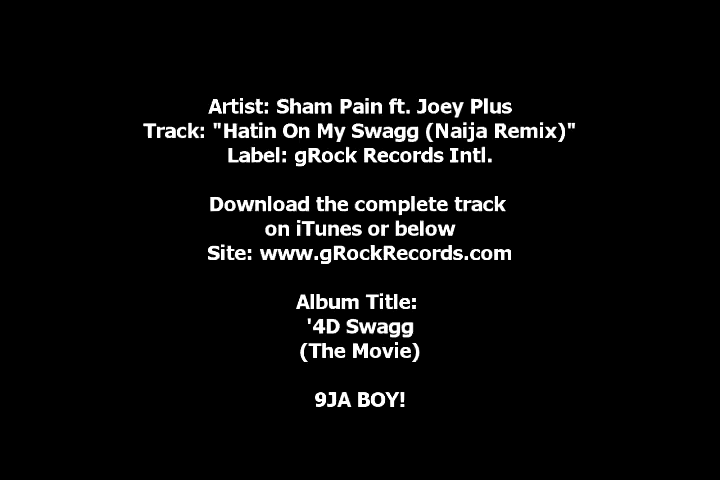 Artist: Sham Pain ft. Joey Plus
Track: "Hatin On My Swagg (Naija Remix)"
Label: gRock Records Intl.
Download the complete track
on iTunes or below
Site: www.gRockRecords.com
Album Title:
'4D Swagg
(The Movie)
9JA BOY!